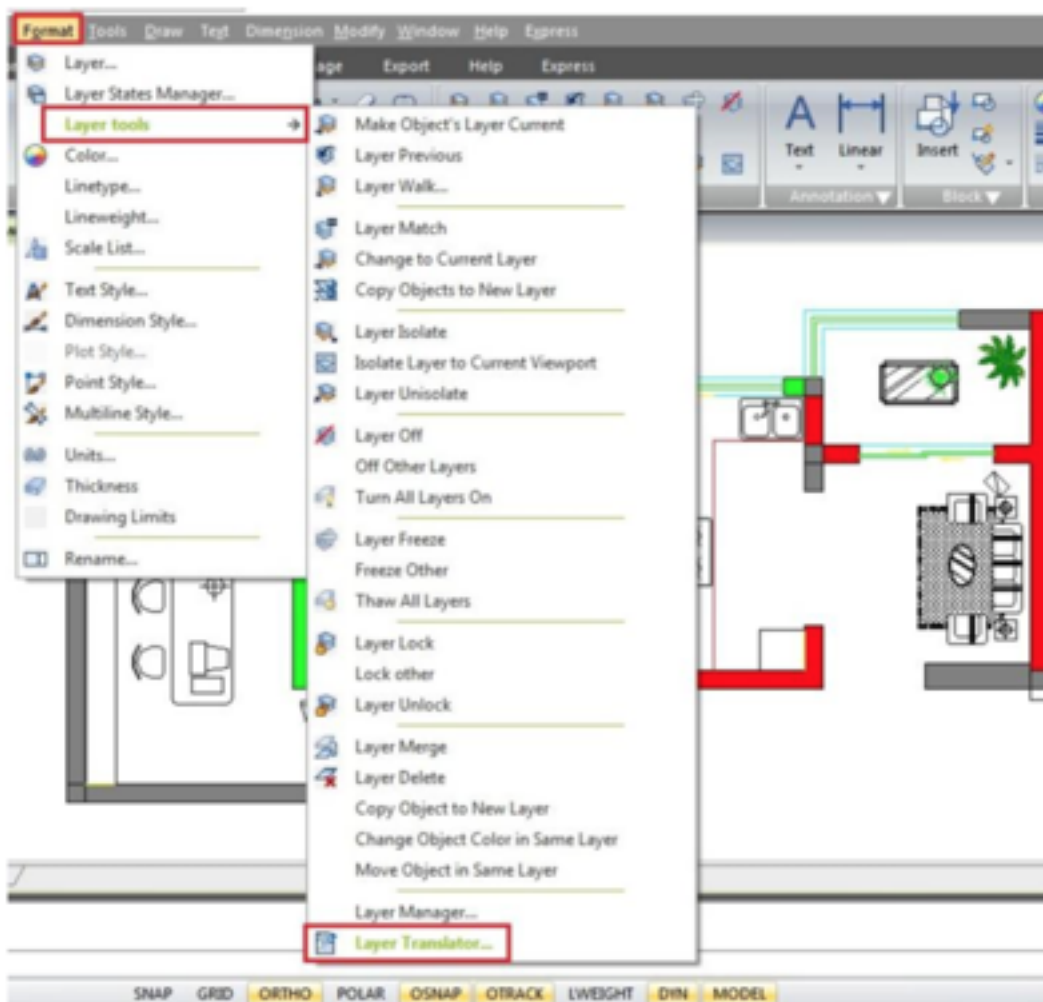 Format Tools Draw Text Dimension Modify Window Help Express
age Export Help Express
Layer...
Layer States Manager...
Layer tools
Color...
Linetype...
Lineweight...
Scale List...
Text Style...
Dimension Style...
Plot Style...
Point Style...
Multiline Style...
Units...
Thickness
Drawing Limits
Rename...
Make Object's Layer Current
Layer Previous
Layer Walk...
Layer Match
Change to Current Layer
Copy Objects to New Layer
Layer Isolate
Isolate Layer to Current Viewport
Layer Unisolate
Layer Off
Off Other Layers
Turn All Layers On
Layer Freeze
Freeze Other
Thaw All Layers
Layer Lock
Lock other
Layer Unlock
Layer Merge
Layer Delete
Copy Object to New Layer
Change Object Color in Same Layer
Move Object in Same Layer
Layer Manager...
Layer Translator...
A
Text Linear Insert
Annotation Block
SNAP GRID ORTHO POLAR OSNAP OTRACK LWEIGHT DYN MODEL